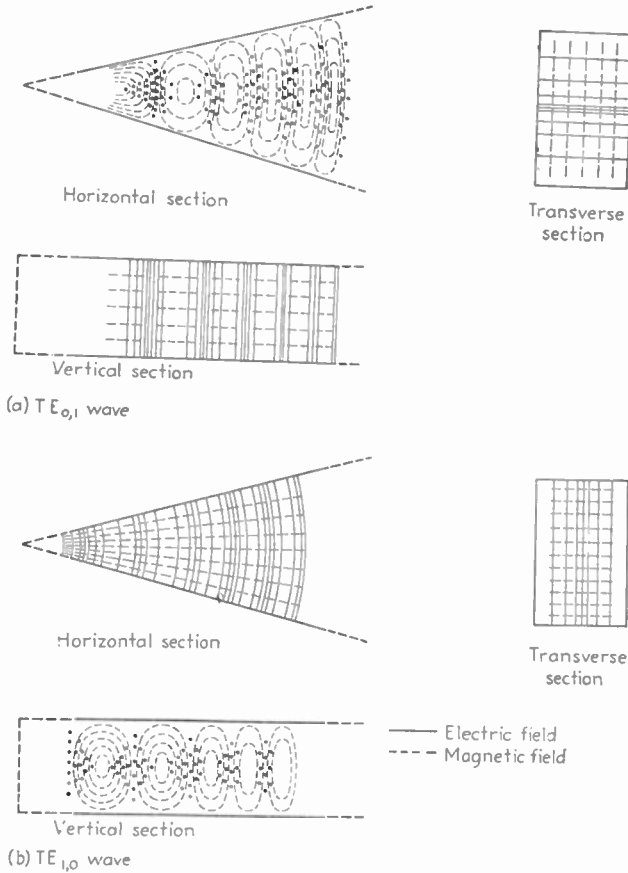 Horizontal section
Transverse
section
Vertical section
(a) TE0,1 wave
Horizontal section
Transverse
section
Electric field
Magnetic field
Vertical section
(b) TE1,0 wave